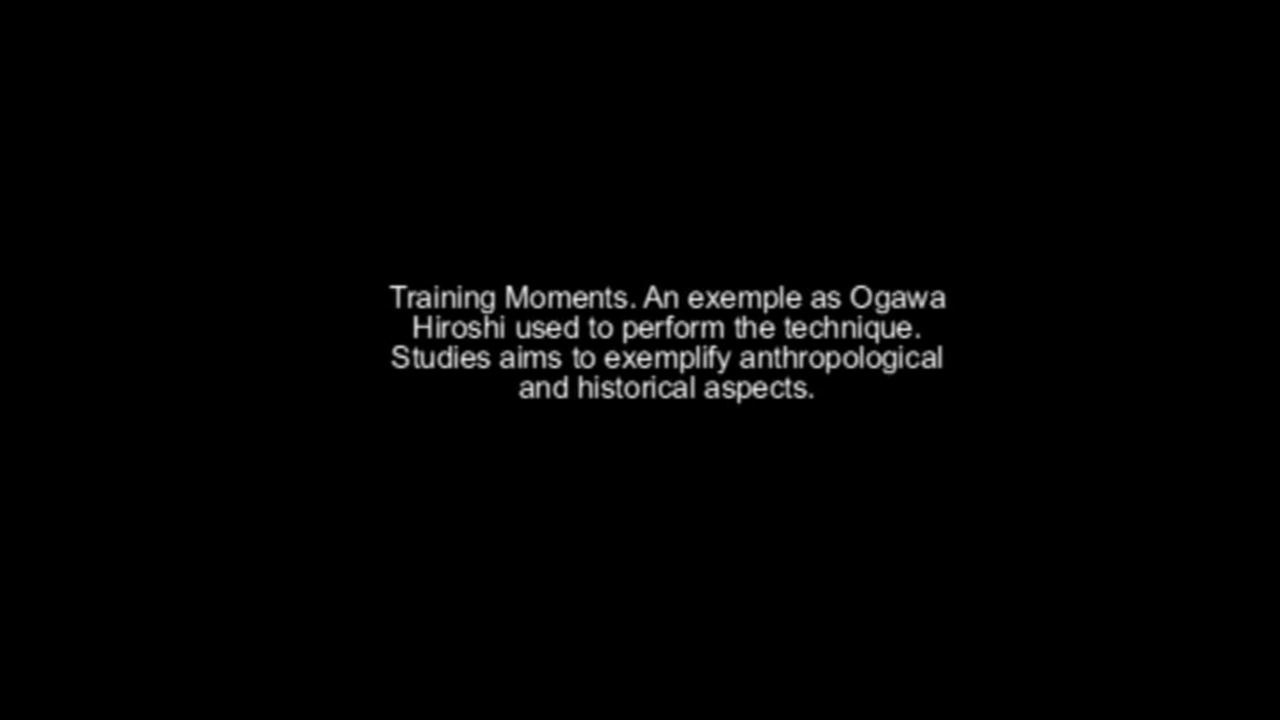 Training Moments. An exemple as Ogawa
Hiroshi used to perform the technique.
Studies aims to exemplify anthropological
and historical aspects.